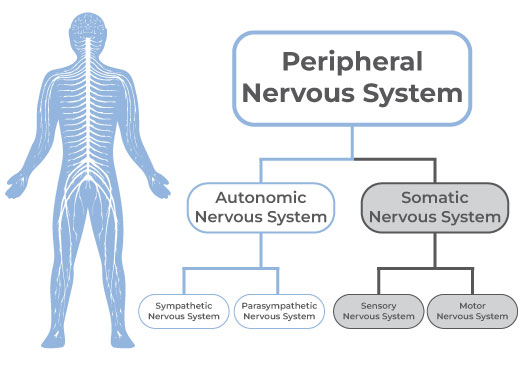 Peripheral
Nervous System
Autonomic
Nervous System
Somatic
Nervous System
Sympathetic
Nervous System
Parasympathetic
Nervous System
Sensory
Nervous System
Motor
Nervous System